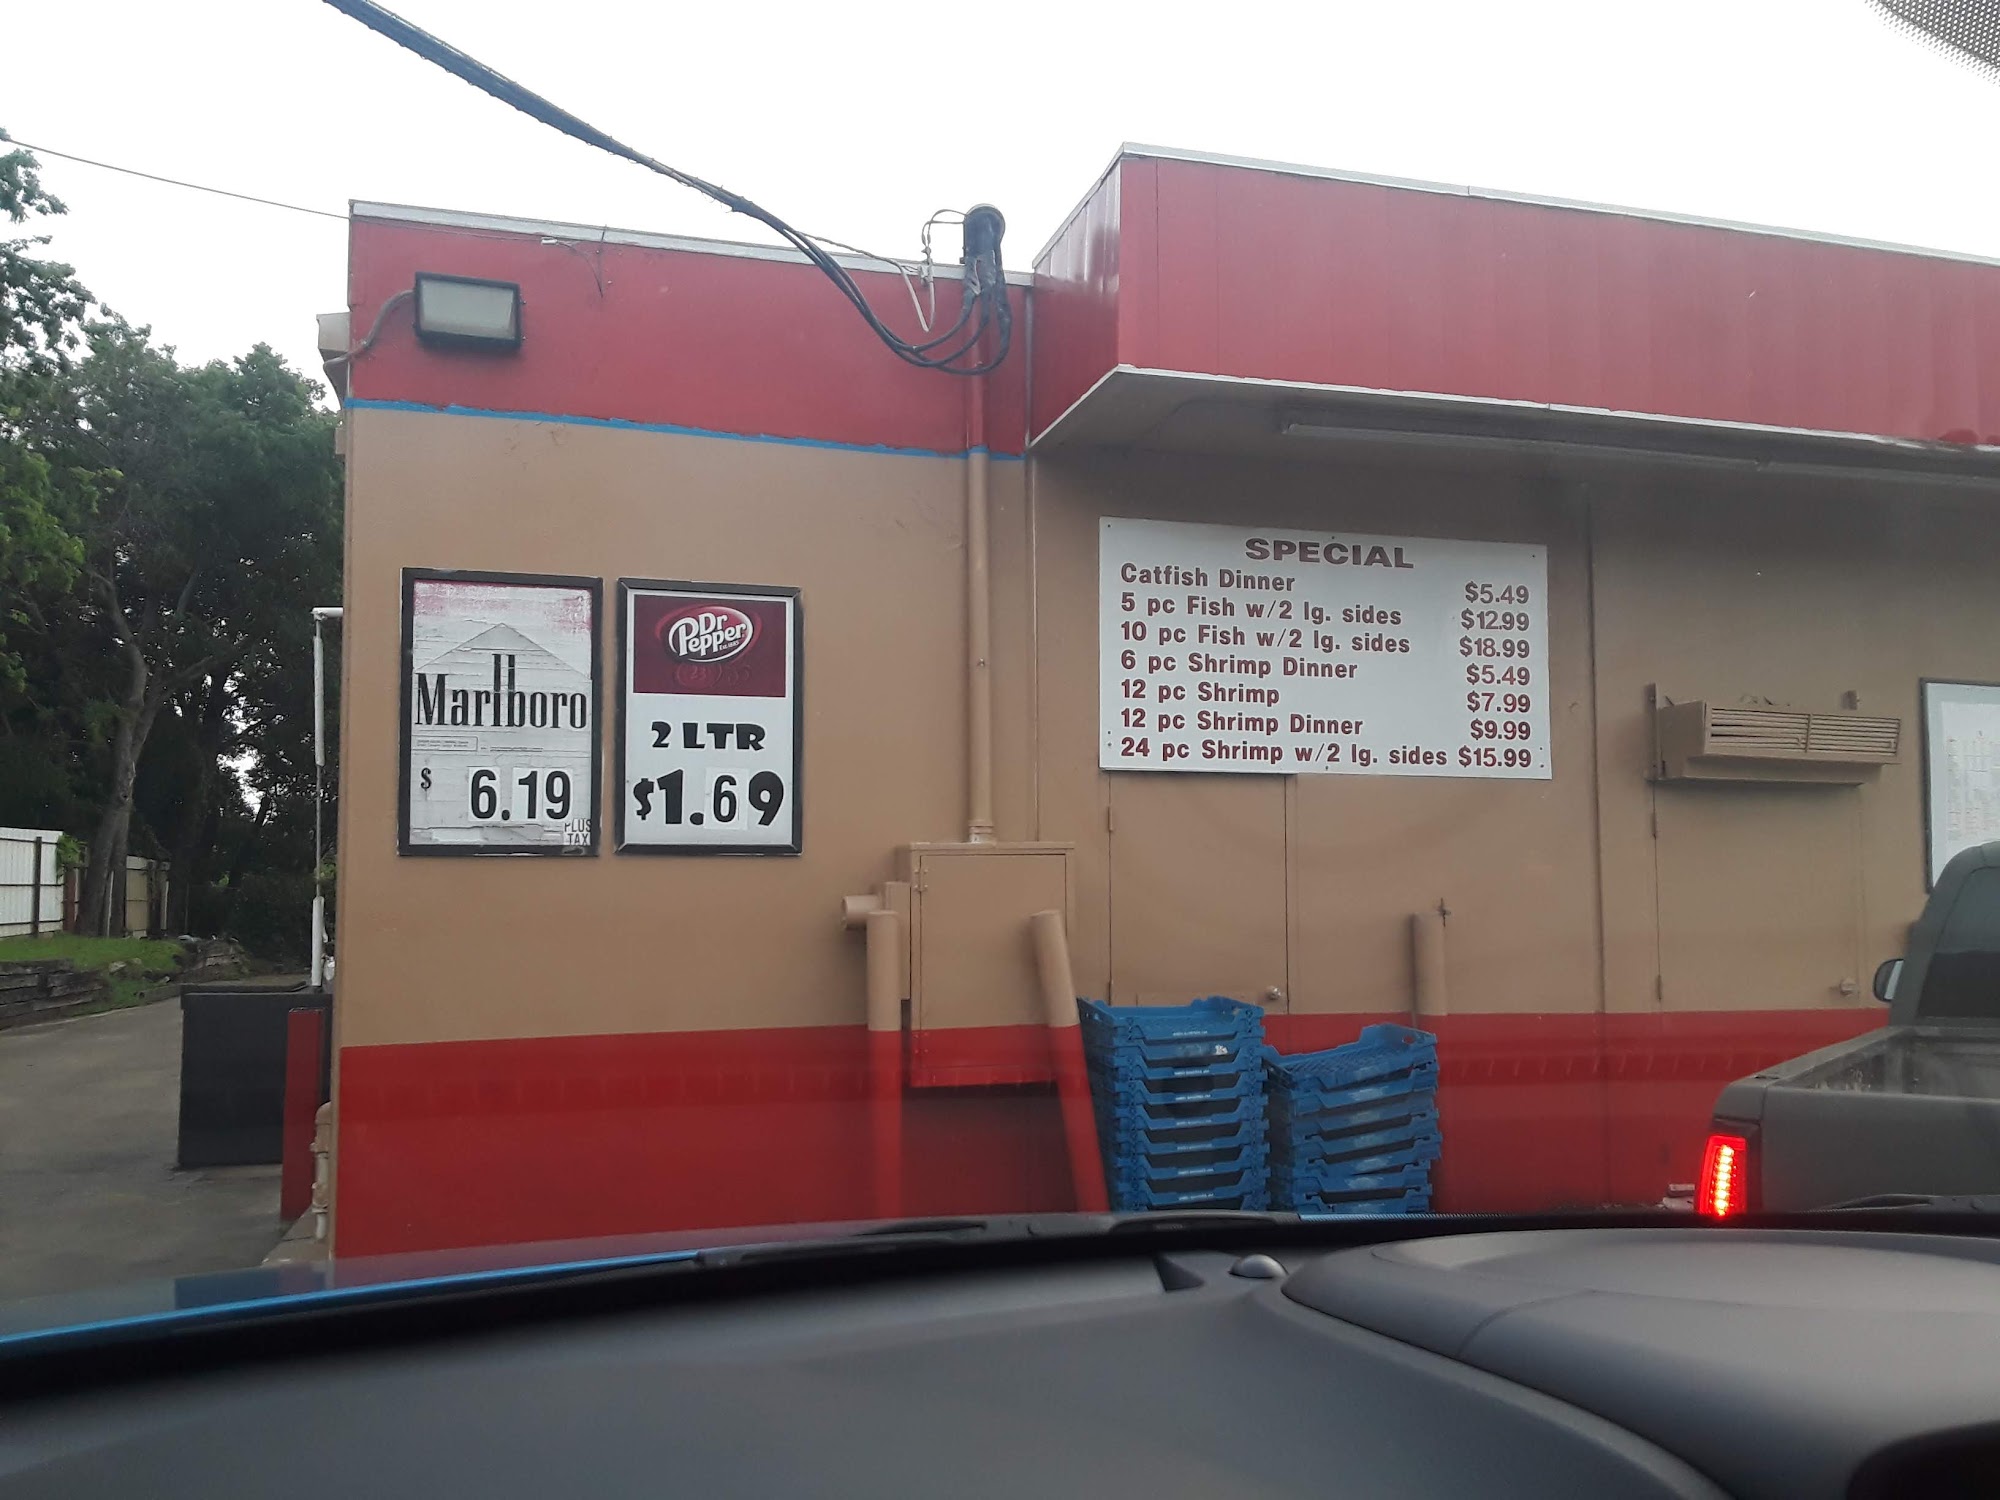 Marlboro
$ 6.19
PLUS
TAX
Dr
Pepper
2 LTR
$1.69
SPECIAL
Catfish Dinner $5.49
5 pc Fish w/2 lg. sides $12.99
10 pc Fish w/2 lg. sides $18.99
6 pc Shrimp Dinner $5.49
12 pc Shrimp $7.99
12 pc Shrimp Dinner $9.99
24 pc Shrimp w/2 lg. sides $15.99